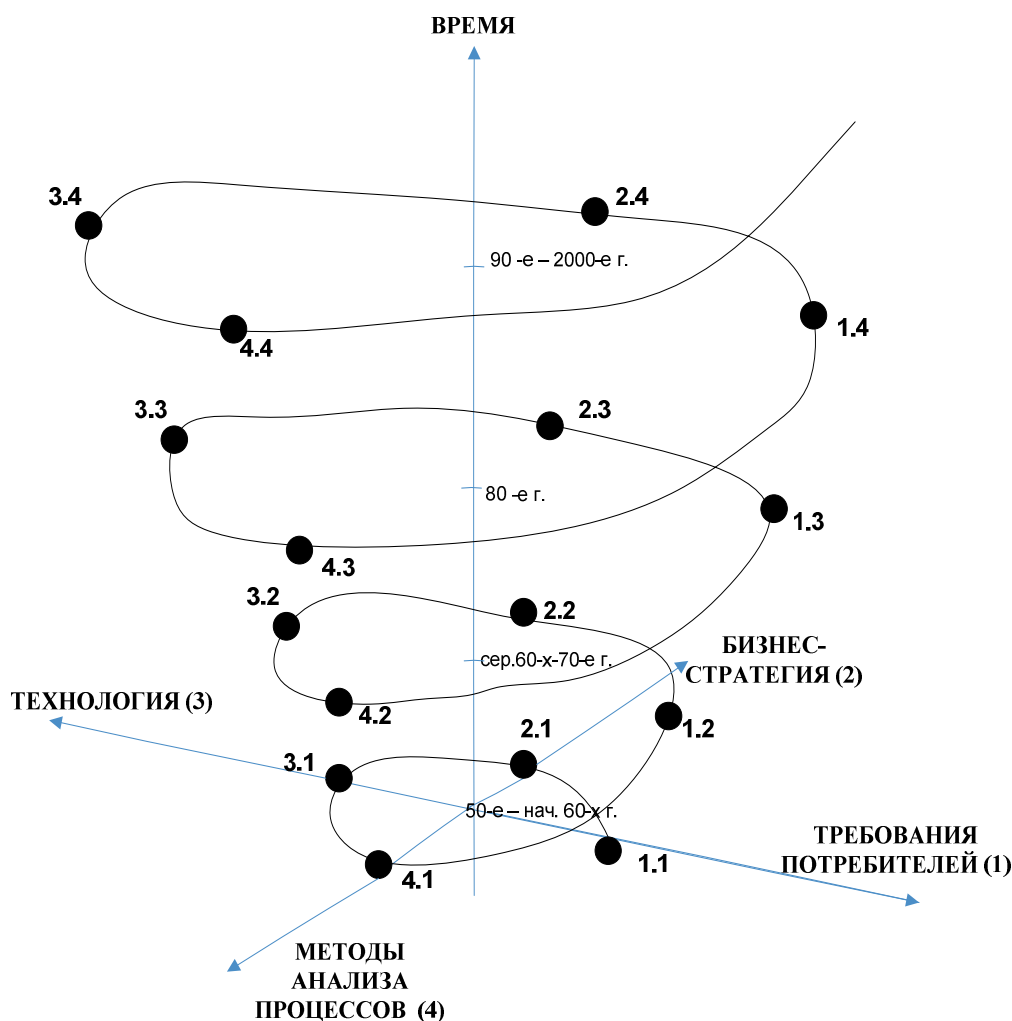 ВРЕМЯ
3.4
2.4
90 -е – 2000-е г.
1.4
4.4
3.3
2.3
80 -е г.
1.3
4.3
3.2
2.2
сер.60-х-70-е г.
БИЗНЕС-
СТРАТЕГИЯ (2)
ТЕХНОЛОГИЯ (3)
4.2
1.2
2.1
3.1
50-е – нач. 60-х г.
ТРЕБОВАНИЯ
ПОТРЕБИТЕЛЕЙ (1)
1.1
4.1
МЕТОДЫ
АНАЛИЗА
ПРОЦЕССОВ (4)